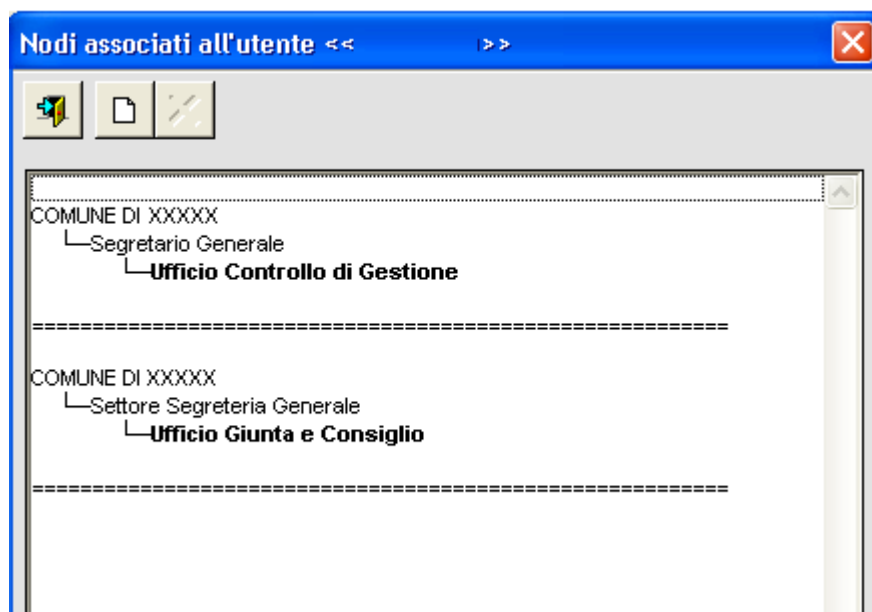 Nodi associati all'utente << >>
COMUNE DI XXXXX
Segretario Generale
Ufficio Controllo di Gestione
==========================================================
COMUNE DI XXXXX
Settore Segreteria Generale
Ufficio Giunta e Consiglio
==========================================================